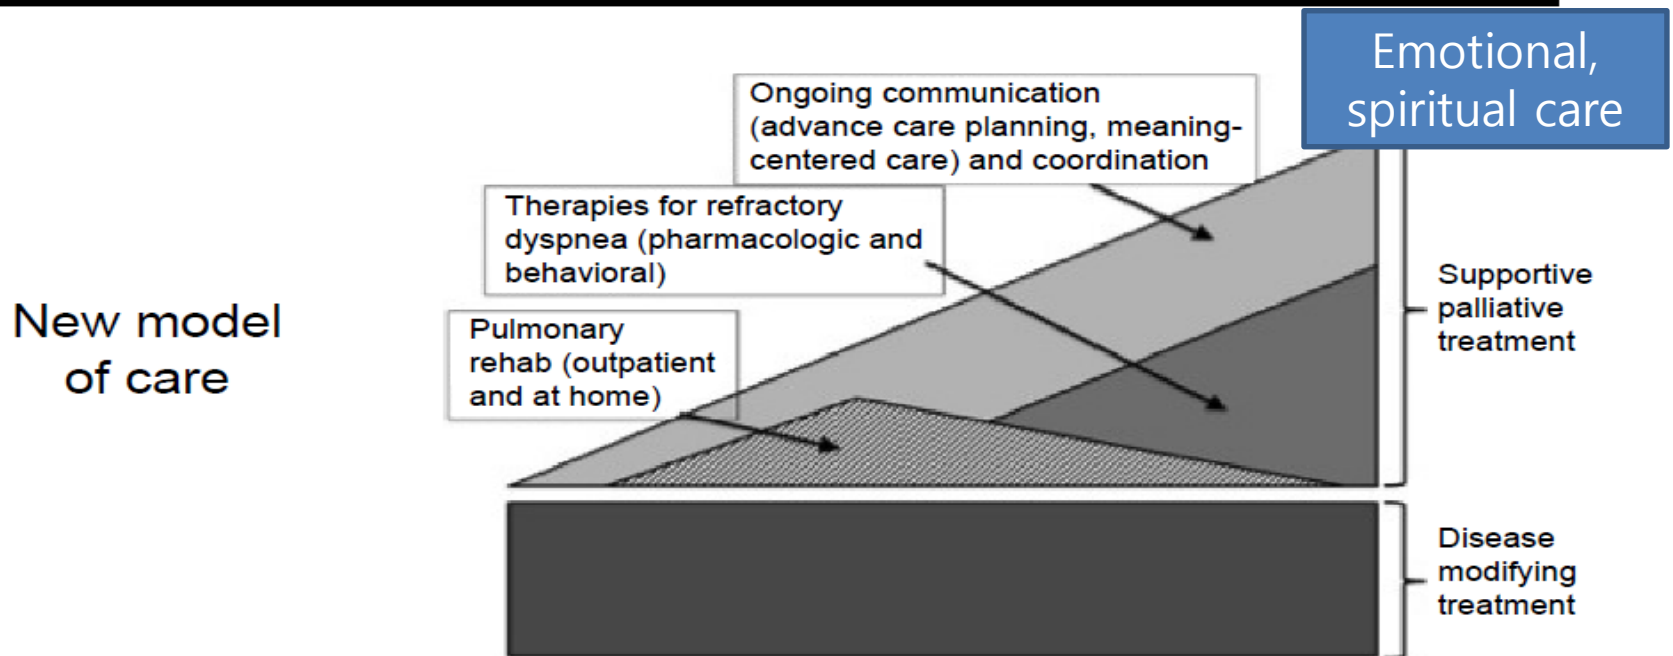 Emotional,
spiritual care
Ongoing communication
(advance care planning, meaning-
centered care) and coordination
Therapies for refractory
dyspnea (pharmacologic and
behavioral)
Pulmonary
rehab (outpatient
and at home)
New model
of care
Supportive
palliative
treatment
Disease
modifying
treatment